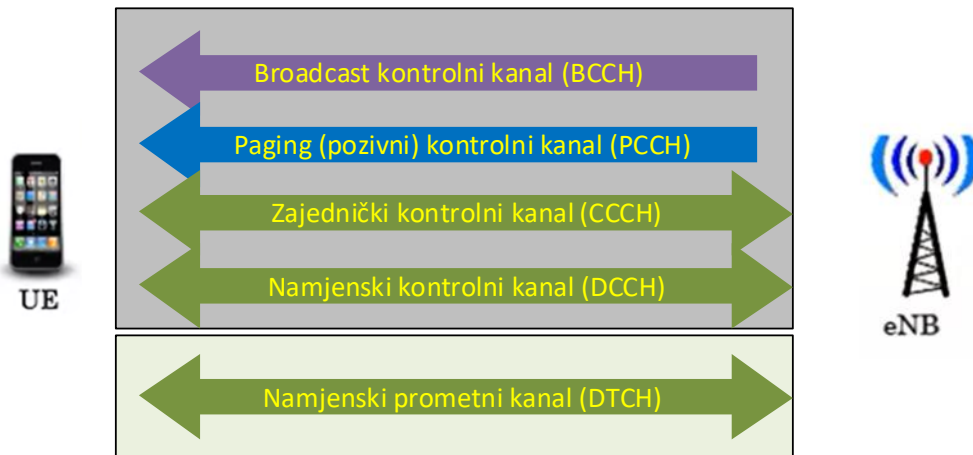 Broadcast kontrolni kanal (BCCH)
Paging (pozivni) kontrolni kanal (PCCH)
Zajednički kontrolni kanal (CCCH)
Namjenski kontrolni kanal (DCCH)
UE
eNB
Namjenski prometni kanal (DTCH)